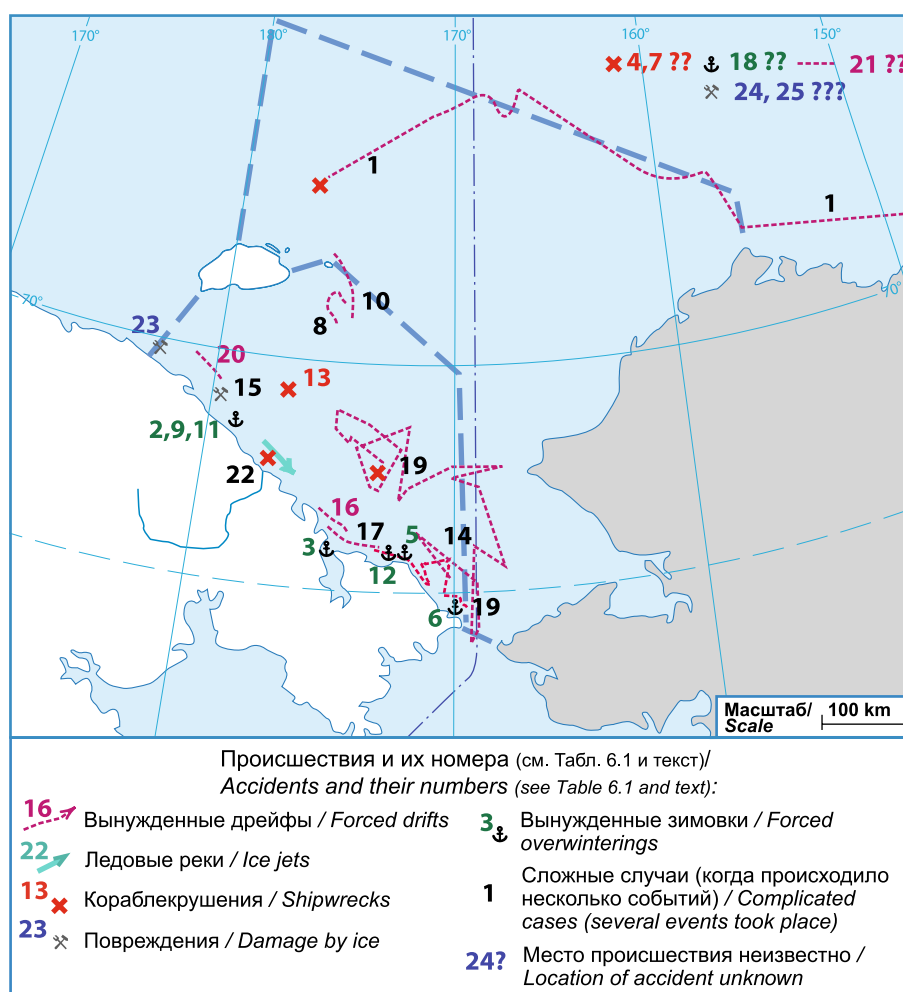 170° 180° 170° 160° 150°
4,7 ?? 18 ?? 21 ??
24, 25 ???
1
1
70°
70°
10
8
23
20
13
15
2,9,11
22
19
16
17
5
14
3
12
6
19
Масштаб/
Scale
100 km
Происшествия и их номера (см. Табл. 6.1 и текст)/
Accidents and their numbers (see Table 6.1 and text):
16 Вынужденные дрейфы / Forced drifts
22 Ледовые реки / Ice jets
13 Кораблекрушения / Shipwrecks
23 Повреждения / Damage by ice
3 Вынужденные зимовки / Forced
overwinterings
Сложные случаи (когда происходило
1 несколько событий) / Complicated
cases (several events took place)
24? Место происшествия неизвестно /
Location of accident unknown